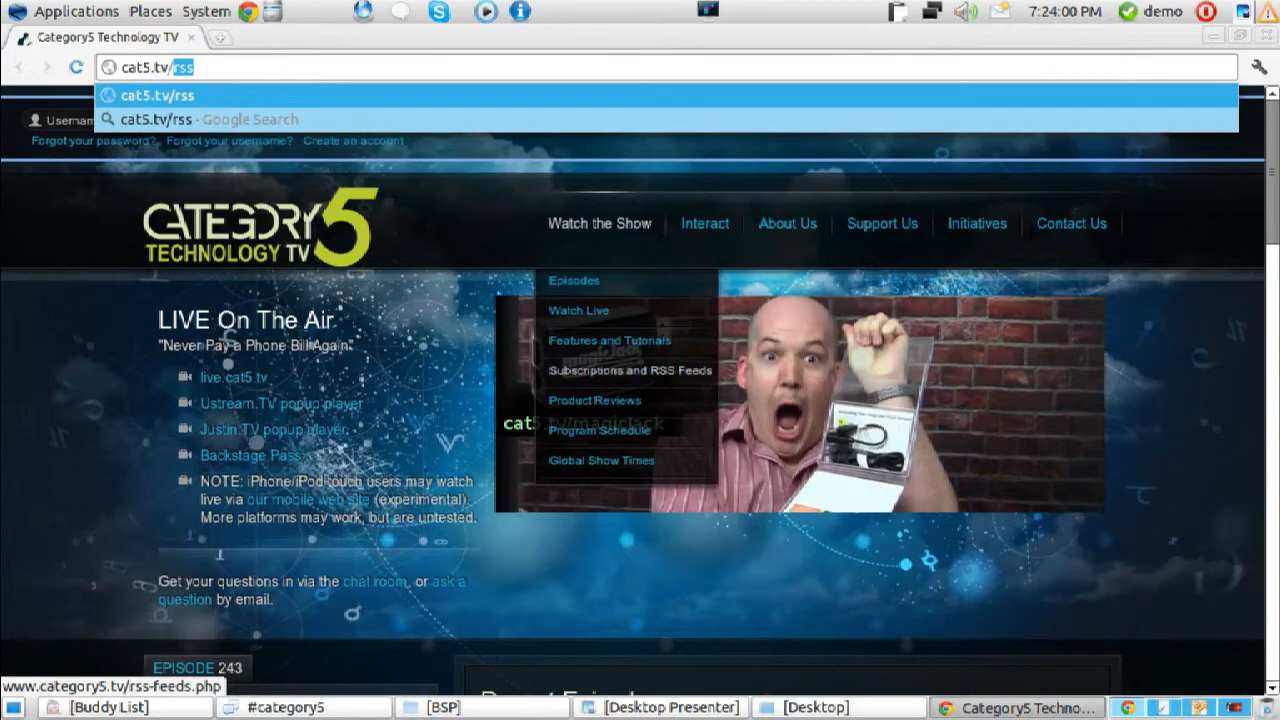 Applications Places System 7:24:00 PM demo
Category5 Technology TV
cat5.tv/rss
cat5.tv/rss
cat5.tv/rss - Google Search
Usernam
Forgot your password? Forgot your username? Create an account
CATEGORY 5
TECHNOLOGY TV
Watch the Show Interact About Us Support Us Initiatives Contact Us
Episodes
Watch Live
Features and Tutorials
Subscriptions and RSS Feeds
Product Reviews
Program Schedule
Global Show Times
LIVE On The Air
"Never Pay a Phone Bill Again"
live.cat5.tv
Ustream.TV popup player
Justin.TV popup player.
Backstage Pass
NOTE: iPhone/iPod touch users may watch
live via our mobile web site (experimental).
More platforms may work, but are untested.
cat5.tv/magicjack
Get your questions in via the chat room, or ask a
question by email.
EPISODE 243
www.category5.tv/rss-feeds.php
[Buddy List] #category5 [BSP] [Desktop Presenter] [Desktop] Category5 Techno...